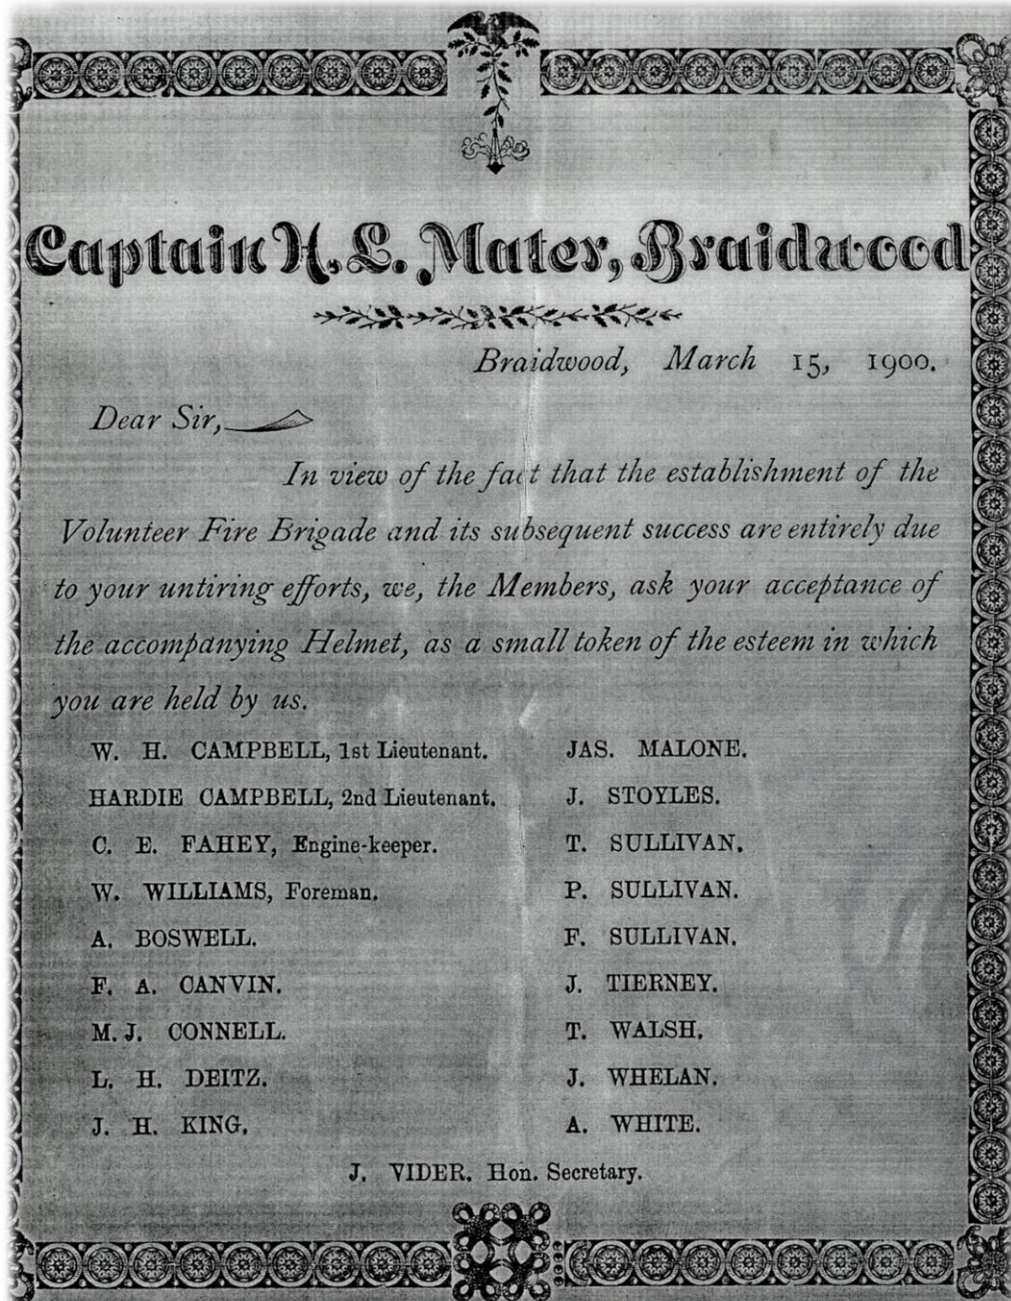 Captain H. L. Mater, Braidwood
Braidwood, March 15, 1900.
Dear Sir,
In view of the fact that the establishment of the
Volunteer Fire Brigade and its subsequent success are entirely due
to your untiring efforts, we, the Members, ask your acceptance of
the accompanying Helmet, as a small token of the esteem in which
you are held by us.
W. H. CAMPBELL, 1st Lieutenant.
HARDIE CAMPBELL, 2nd Lieutenant.
C. E. FAHEY, Engine-keeper.
W. WILLIAMS, Foreman.
A. BOSWELL.
F. A. CANVIN.
M. J. CONNELL.
L. H. DEITZ.
J. H. KING.
JAS. MALONE.
J. STOYLES.
T. SULLIVAN.
P. SULLIVAN.
F. SULLIVAN.
J. TIERNEY.
T. WALSH.
J. WHELAN.
A. WHITE.
J. VIDER. Hon. Secretary.